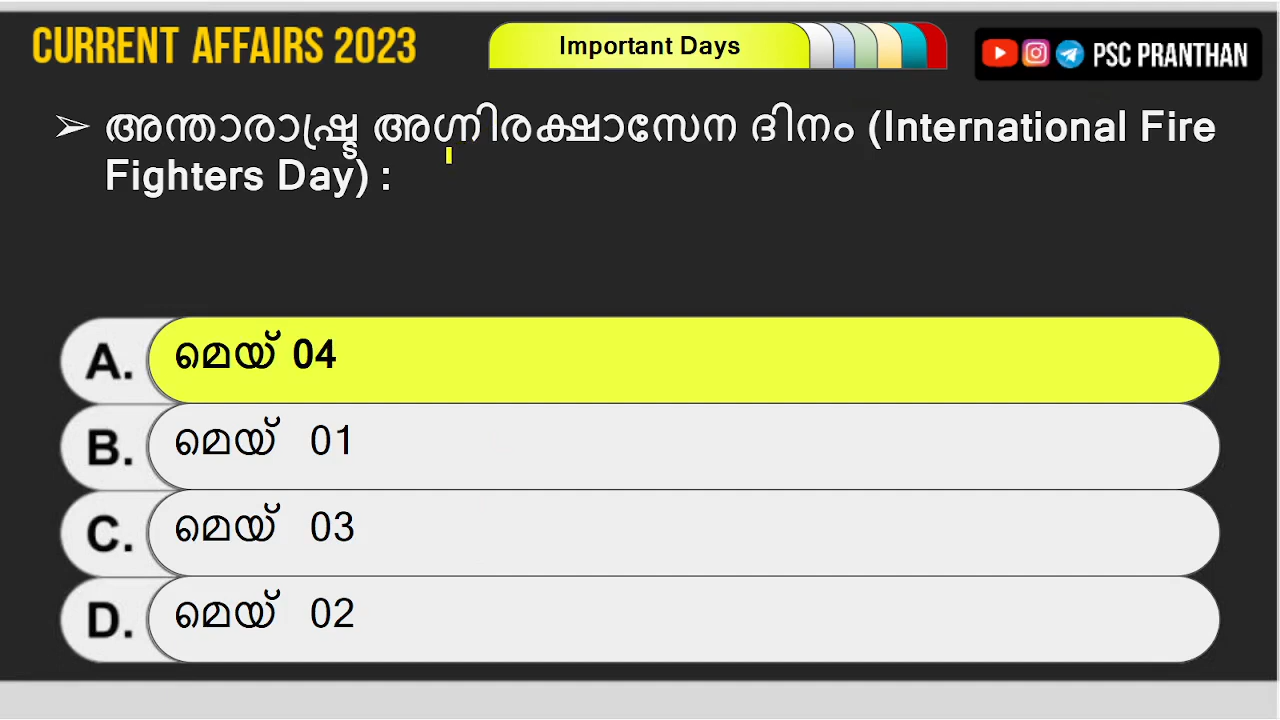 CURRENT AFFAIRS 2023
Important Days
PSC PRANTHAN
➢ അന്താരാഷ്ട്ര അഗ്നിരക്ഷാസേന ദിനം (International Fire
Fighters Day) :
A. മെയ് 04
B. മെയ് 01
C. മെയ് 03
D. മെയ് 02